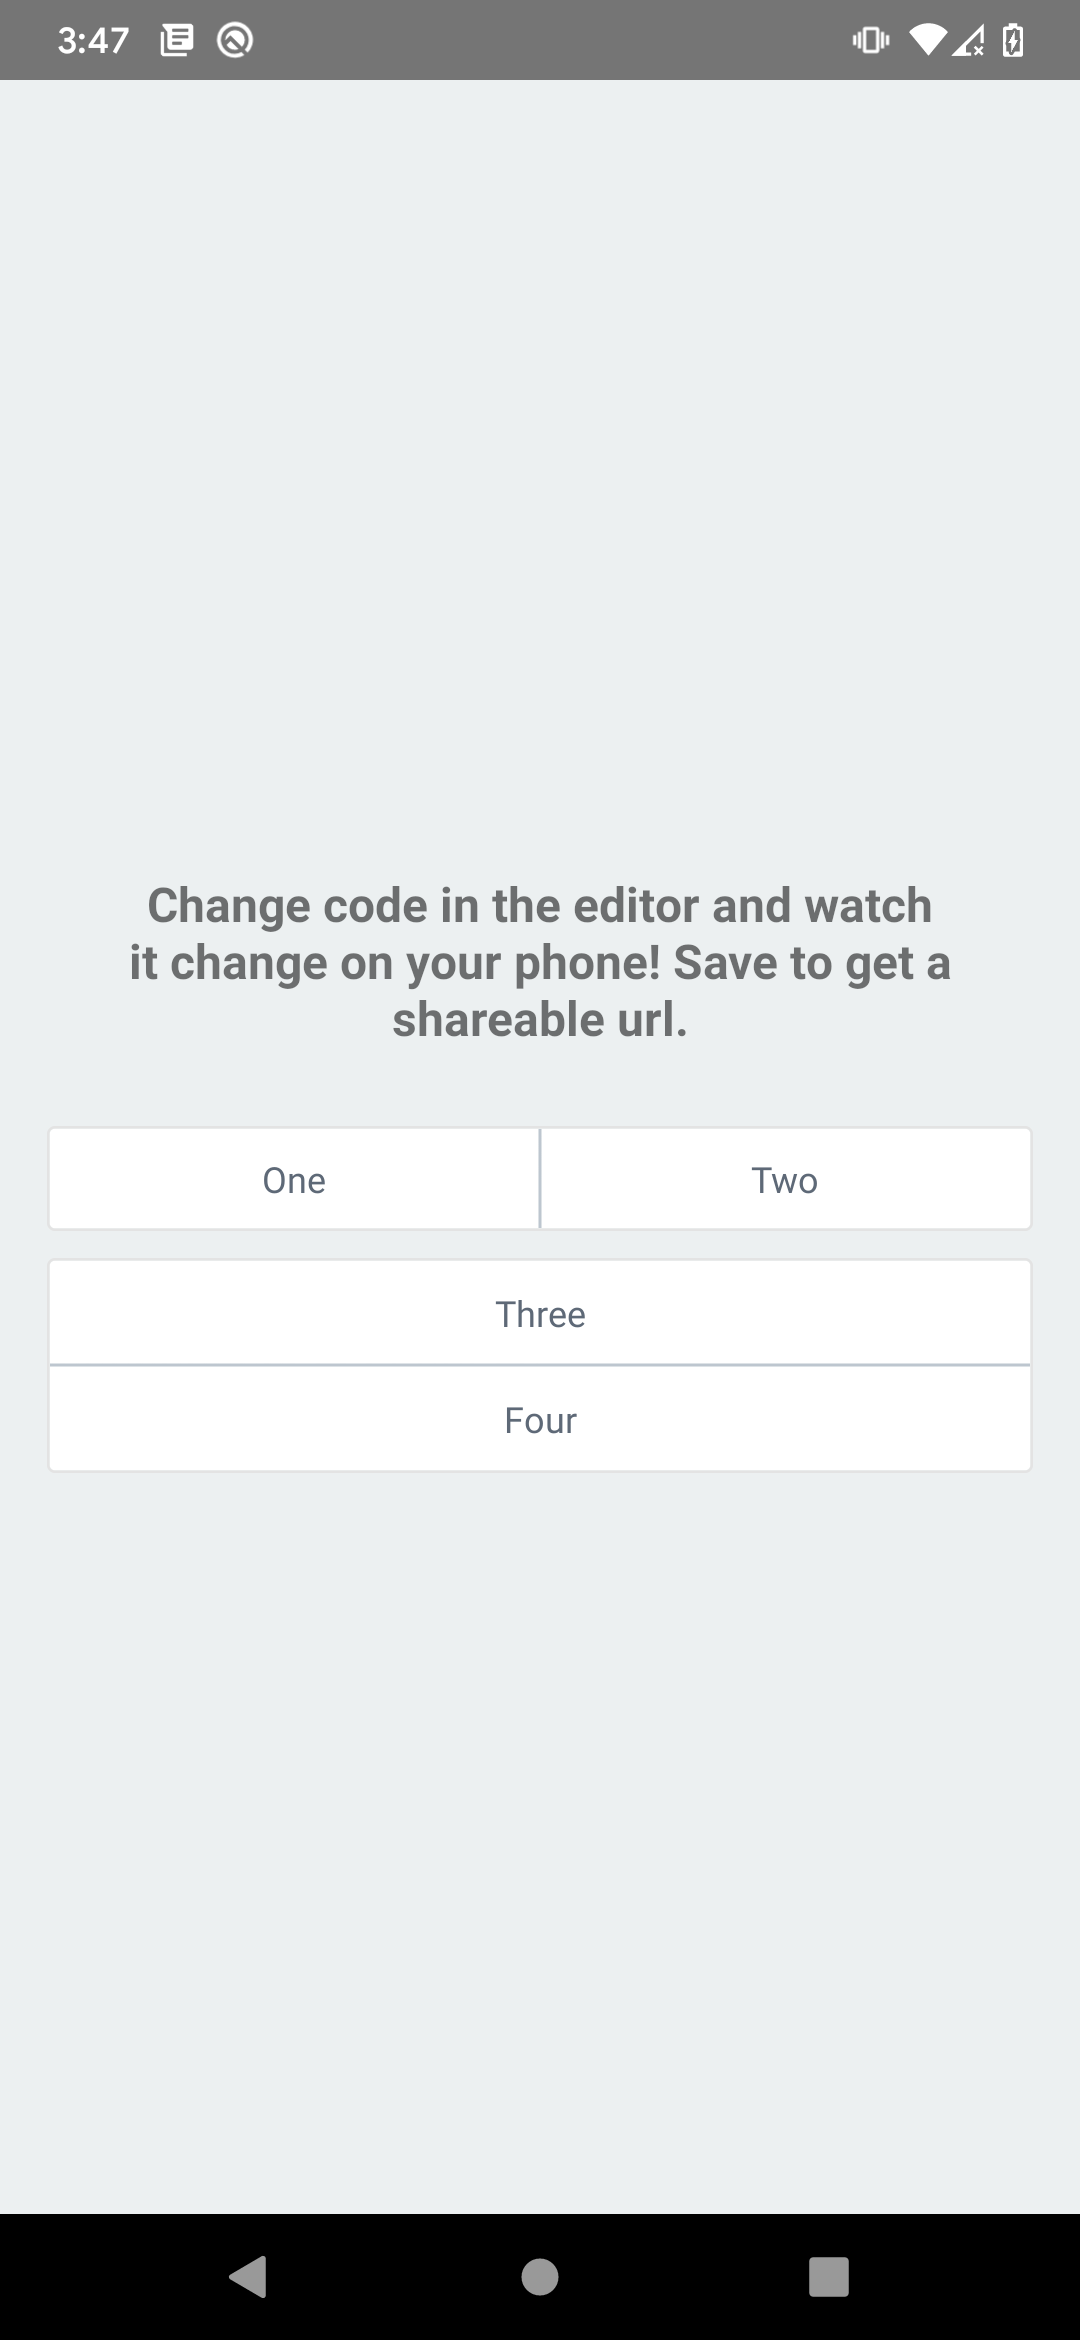 3:47
Change code in the editor and watch
it change on your phone! Save to get a
shareable url.
One
Two
Three
Four